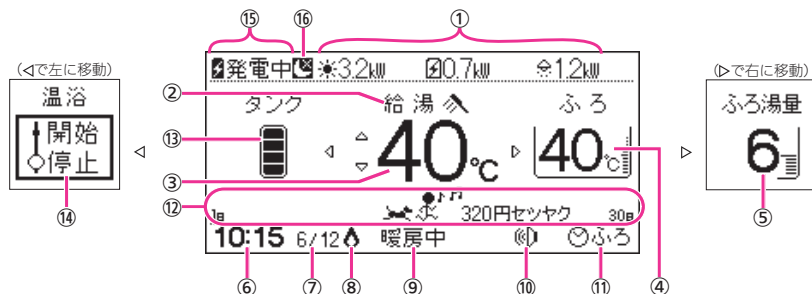 ⑮ ⑯ ①
(◁で左に移動)
温浴
開始
停止
⑭
発電中 3.2kW 0.7kW 1.2kW
② 給湯
タンク
⑬
③ 40℃
ふろ
40℃
④
(▷で右に移動)
ふろ湯量
6
⑤
⑫
1日 320円セツヤク 30日
10:15 6/12 暖房中 ふろ
⑥ ⑦ ⑧ ⑨ ⑩ ⑪